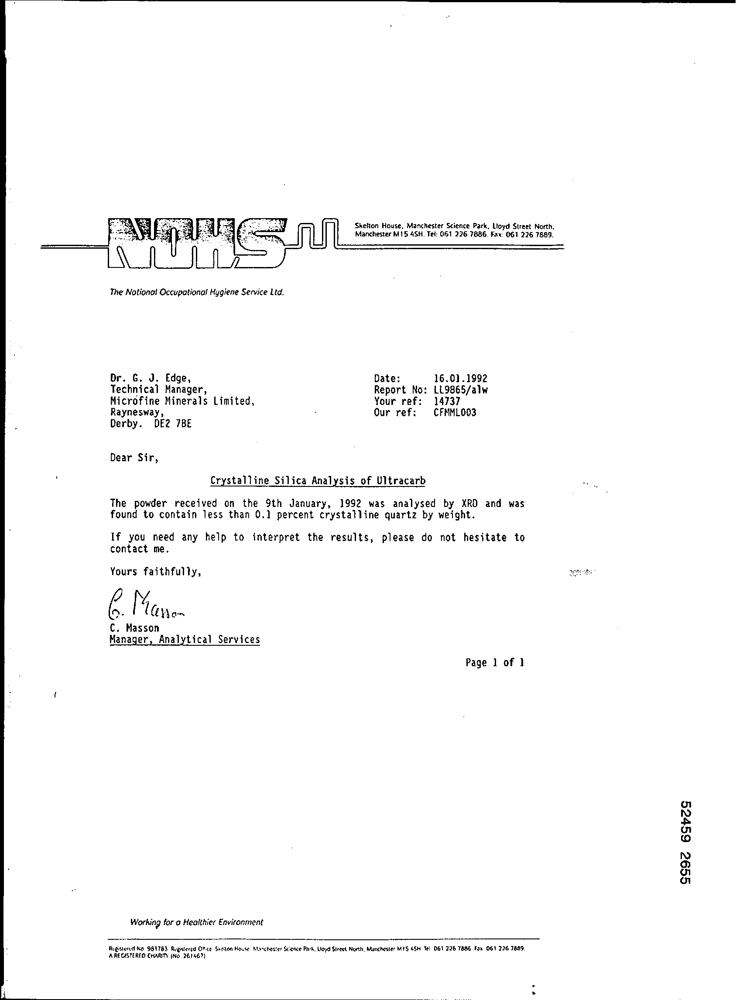 NOHS
Skelton House, Manchester Science Park, Lloyd Street North,
Manchester M15 4SH. Tel: 061 226 7886. Fax: 061 226 7889.
The National Occupational Hygiene Service Ltd.
Dr. G. J. Edge,
Technical Manager,
Microfine Minerals Limited,
Raynesway,
Derby. DE2 7BE
Date: 16.01.1992
Report No: LL9865/alw
Your ref: 14737
Our ref: CFMML003
Dear Sir,
Crystalline Silica Analysis of Ultracarb
The powder received on the 9th January, 1992 was analysed by XRD and was
found to contain less than 0.1 percent crystalline quartz by weight.
If you need any help to interpret the results, please do not hesitate to
contact me.
Yours faithfully,
C. Masson
C. Masson
Manager, Analytical Services
Page 1 of 1
52459 2655
Working for a Healthier Environment
Registered No 983783. Registered Office Skelton House, Manchester Science Park, Lloyd Street North, Manchester M15 4SH Tel 061 226 7886 Fax 061 226 7889.
A REGISTERED CHARITY (No 261467)